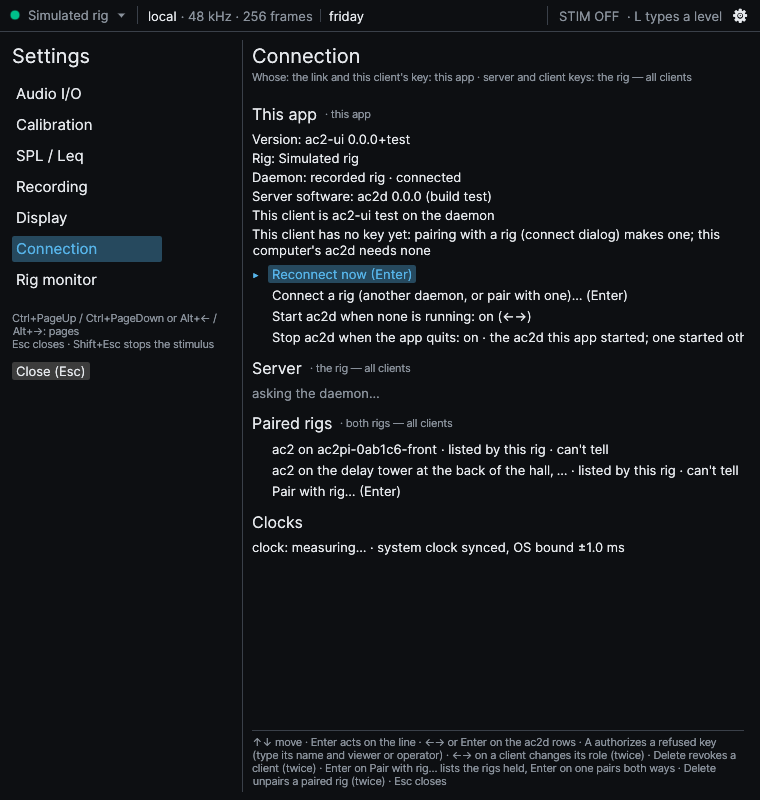 Simulated rig
local · 48 kHz · 256 frames
friday
STIM OFF · L types a level
Settings
Audio I/O
Calibration
SPL / Leq
Recording
Display
Connection
Rig monitor
Ctrl+PageUp / Ctrl+PageDown or Alt+← /
Alt+→: pages
Esc closes · Shift+Esc stops the stimulus
Close (Esc)
Connection
Whose: the link and this client's key: this app · server and client keys: the rig — all clients
This app · this app
Version: ac2-ui 0.0.0+test
Rig: Simulated rig
Daemon: recorded rig · connected
Server software: ac2d 0.0.0 (build test)
This client is ac2-ui test on the daemon
This client has no key yet: pairing with a rig (connect dialog) makes one; this
computer's ac2d needs none
▸ Reconnect now (Enter)
Connect a rig (another daemon, or pair with one)... (Enter)
Start ac2d when none is running: on (←→)
Stop ac2d when the app quits: on · the ac2d this app started; one started oth
Server · the rig — all clients
asking the daemon...
Paired rigs · both rigs — all clients
ac2 on ac2pi-0ab1c6-front · listed by this rig · can't tell
ac2 on the delay tower at the back of the hall, ... · listed by this rig · can't tell
Pair with rig... (Enter)
Clocks
clock: measuring... · system clock synced, OS bound ±1.0 ms
↑↓ move · Enter acts on the line · ←→ or Enter on the ac2d rows · A authorizes a refused key
(type its name and viewer or operator) · ←→ on a client changes its role (twice) · Delete revokes a
client (twice) · Enter on Pair with rig... lists the rigs held, Enter on one pairs both ways · Delete
unpairs a paired rig (twice) · Esc closes